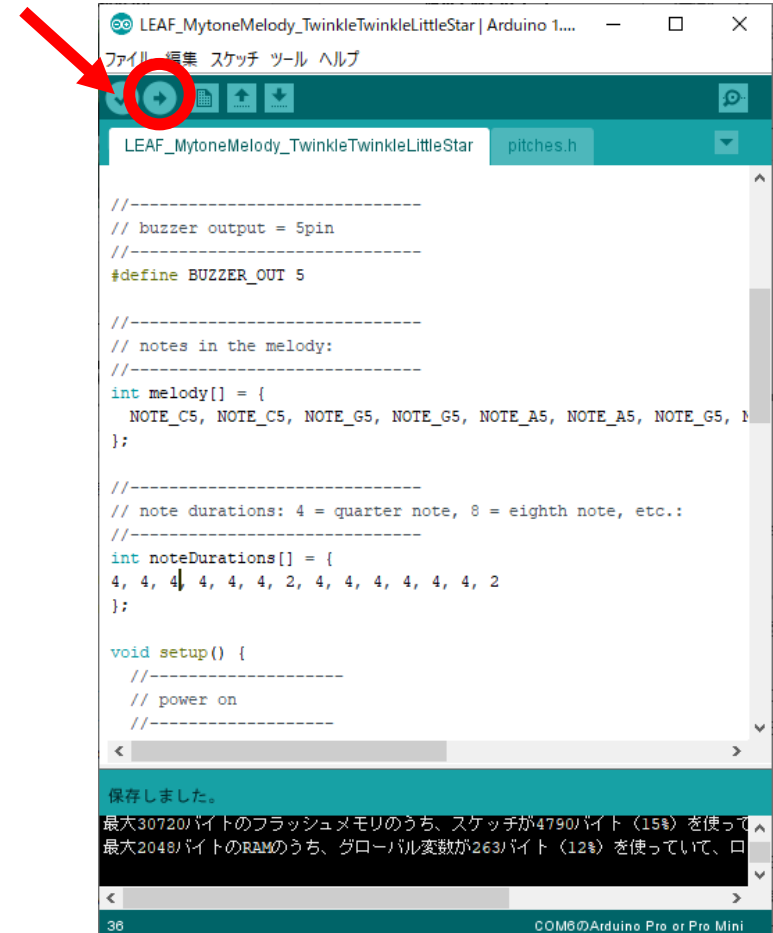 LEAF_MytoneMelody_TwinkleTwinkleLittleStar | Arduino 1....
ファイル 編集 スケッチ ツール ヘルプ
LEAF_MytoneMelody_TwinkleTwinkleLittleStar pitches.h
//------------------------------
// buzzer output = 5pin
//------------------------------
#define BUZZER_OUT 5
//------------------------------
// notes in the melody:
//------------------------------
int melody[] = {
NOTE_C5, NOTE_C5, NOTE_G5, NOTE_G5, NOTE_A5, NOTE_A5, NOTE_G5,
};
//------------------------------
// note durations: 4 = quarter note, 8 = eighth note, etc.:
//------------------------------
int noteDurations[] = {
4, 4, 4, 4, 4, 4, 2, 4, 4, 4, 4, 4, 4, 2
};
void setup() {
//--------------------
// power on
//-------------------
保存しました。
最大30720バイトのフラッシュメモリのうち、スケッチが4790バイト（15%）を使って
最大2048バイトのRAMのうち、グローバル変数が263バイト（12%）を使っていて、ロ
36 COM6のArduino Pro or Pro Mini